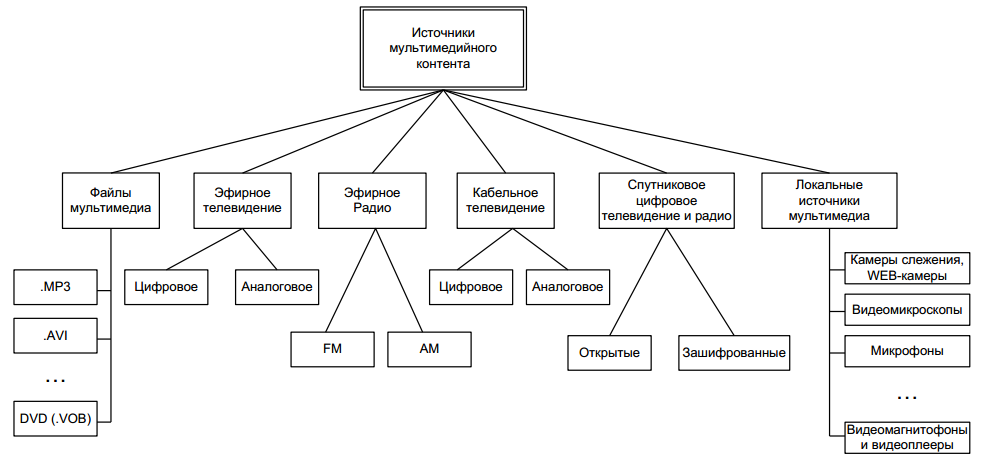 Источники
мультимедийного
контента
Файлы
мультимедиа
Эфирное
телевидение
Эфирное
Радио
Кабельное
телевидение
Спутниковое
цифровое
телевидение и радио
Локальные
источники
мультимедиа
.MP3
.AVI
...
DVD (.VOB)
Цифровое
Аналоговое
FM
AM
Цифровое
Аналоговое
Открытые
Зашифрованные
Камеры слежения,
WEB-камеры
Видеомикроскопы
Микрофоны
...
Видеомагнитофоны
и видеоплееры